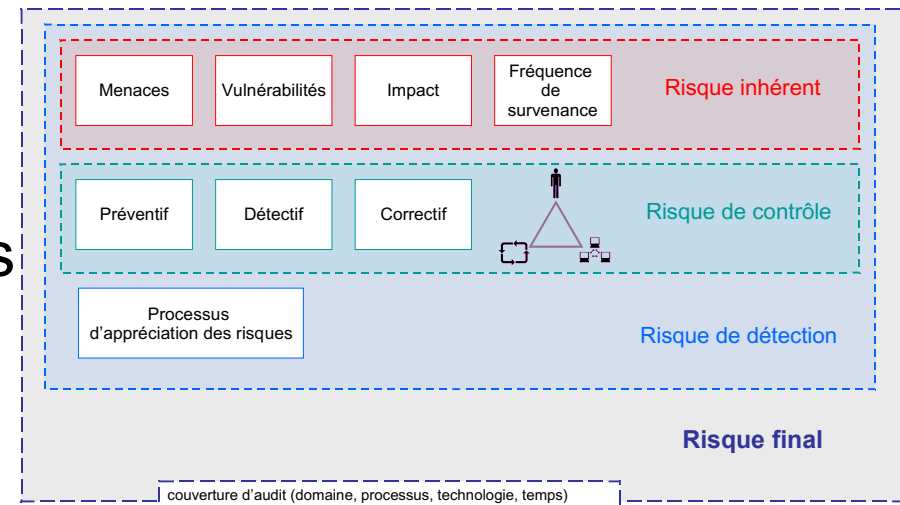 Menaces
Vulnérabilités
Impact
Fréquence
de
survenance
Risque inhérent
Préventif
Détectif
Correctif
Risque de contrôle
s
Processus
d'appréciation des risques
Risque de détection
Risque final
couverture d'audit (domaine, processus, technologie, temps)